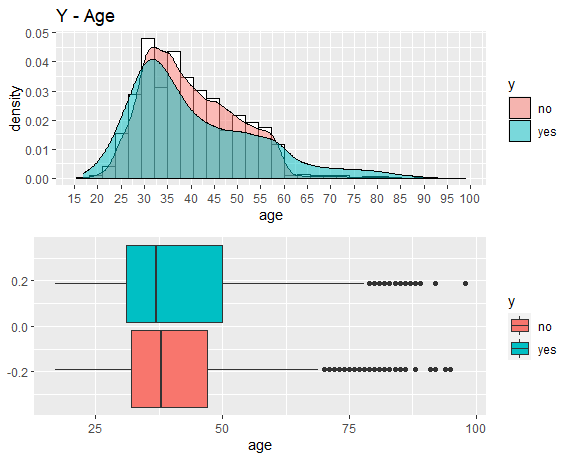 Y - Age
0.05
0.04
0.03
0.02
0.01
0.00
density
15 20 25 30 35 40 45 50 55 60 65 70 75 80 85 90 95 100
age
y
no
yes
0.2
0.0
-0.2
25 50 75 100
age
y
no
yes